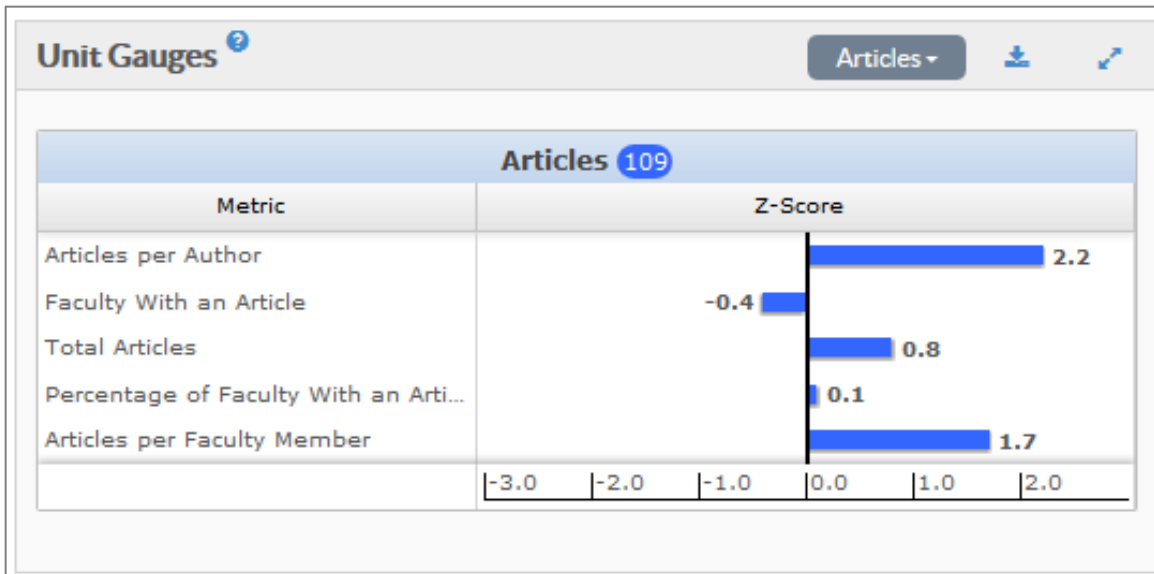 Unit Gauges ?
Articles
Articles 109
Metric Z-Score
Articles per Author 2.2
Faculty With an Article -0.4
Total Articles 0.8
Percentage of Faculty With an Arti... 0.1
Articles per Faculty Member 1.7
-3.0 -2.0 -1.0 0.0 1.0 2.0